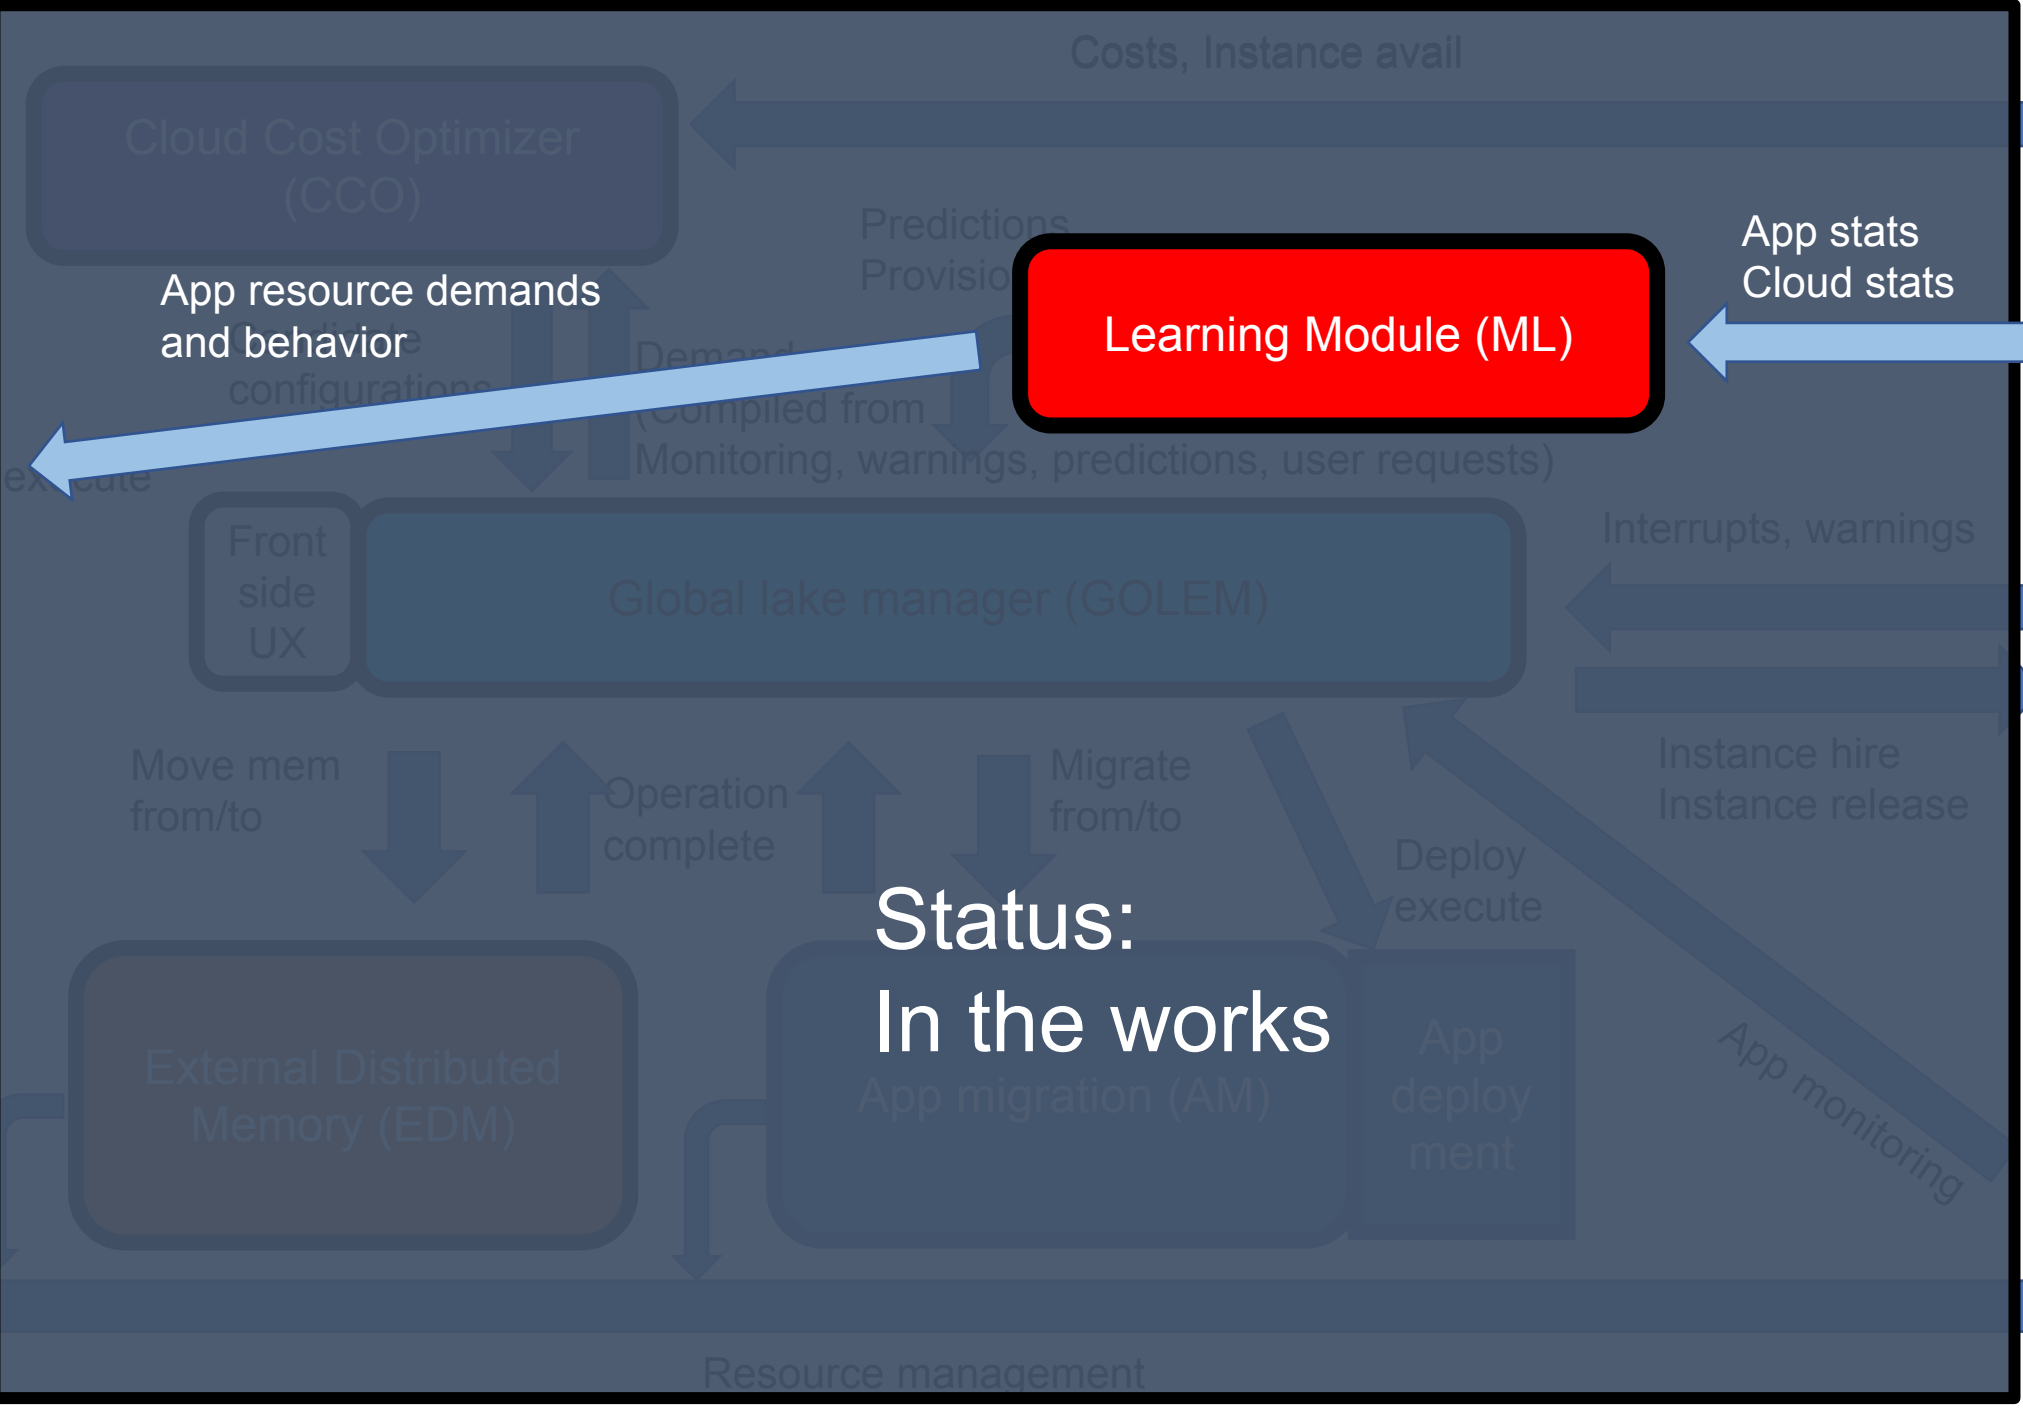 Costs, Instance avail
Cloud Cost Optimizer
(CCO)
Predictions
Provisio
App stats
Cloud stats
App resource demands
and behavior
Learning Module (ML)
configurations
Demand
(Compiled from
Monitoring, warnings, predictions, user requests)
execute
Front
side
UX
Global lake manager (GOLEM)
Interrupts, warnings
Move mem
from/to
Operation
complete
Migrate
from/to
Instance hire
Instance release
Deploy
execute
Status:
In the works
External Distributed
Memory (EDM)
App migration (AM)
App
deploy
ment
App monitoring
Resource management